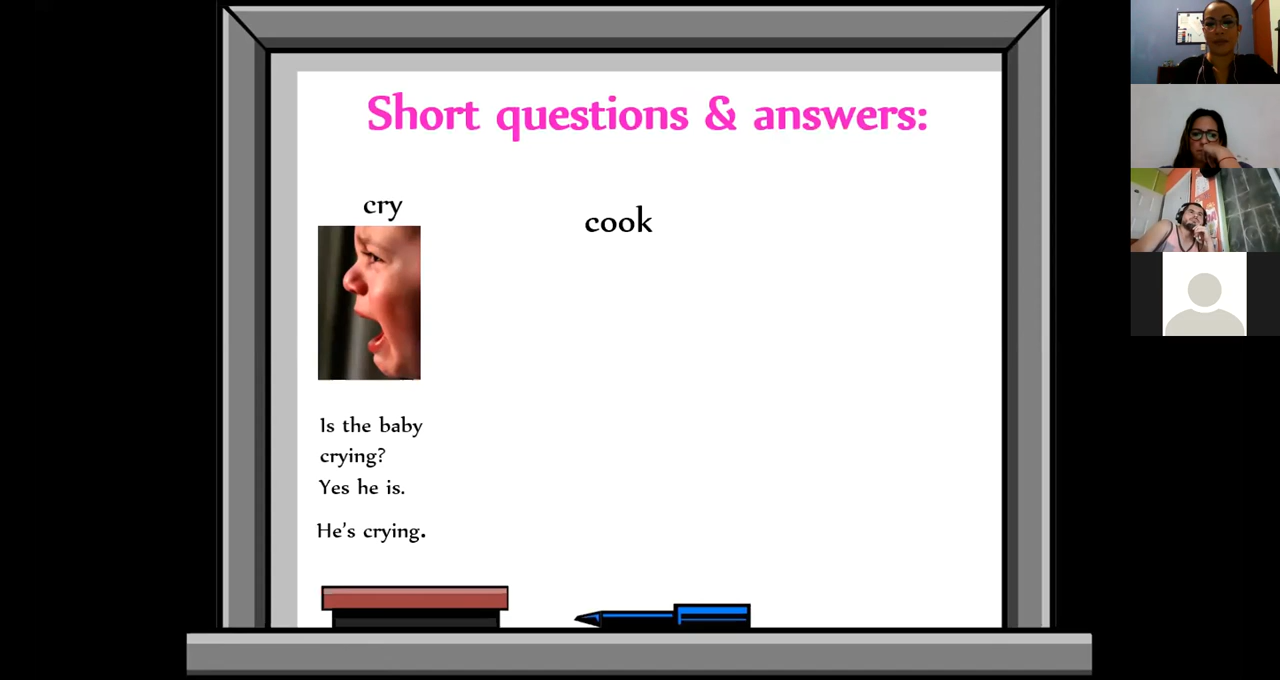 Short questions & answers:
cry
cook
Is the baby
crying?
Yes he is.
He's crying.